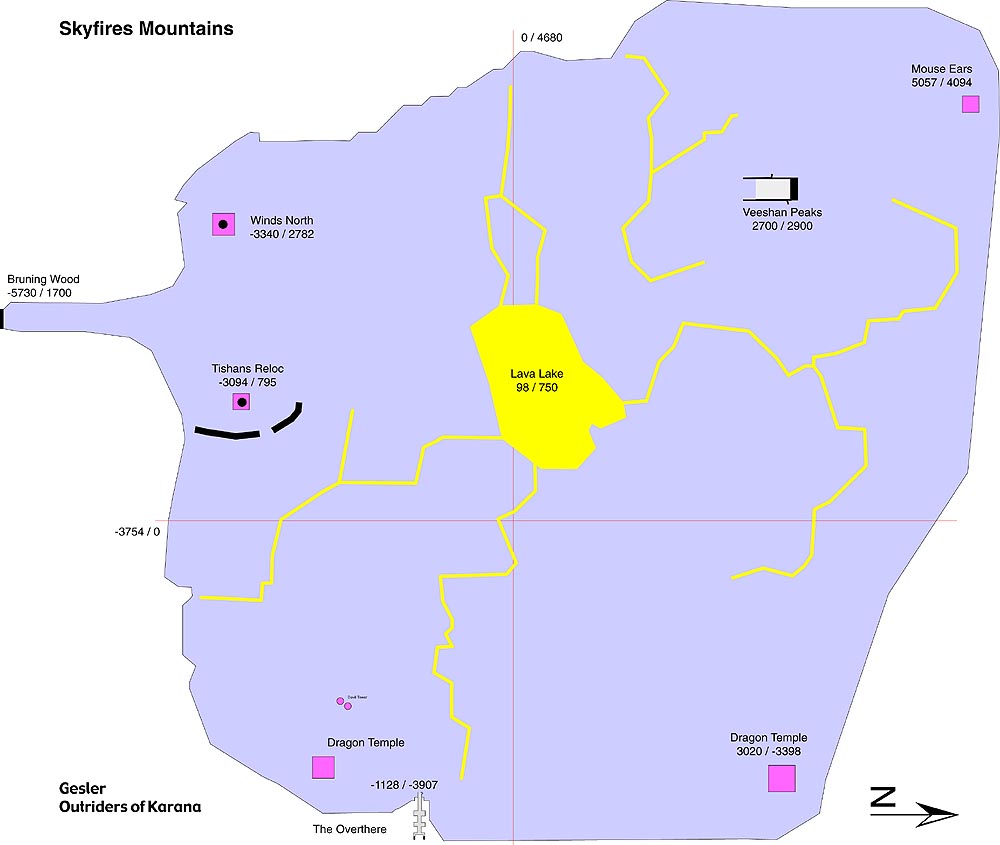 Skyfires Mountains
0 / 4680
Mouse Ears
5057 / 4094
Veeshan Peaks
2700 / 2900
Winds North
-3340 / 2782
Bruning Wood
-5730 / 1700
Tishans Reloc
-3094 / 795
Lava Lake
98 / 750
-3754 / 0
Dragon Temple
Dragon Temple
3020 / -3398
-1128 / -3907
Gesler
Outriders of Karana
The Overthere
N